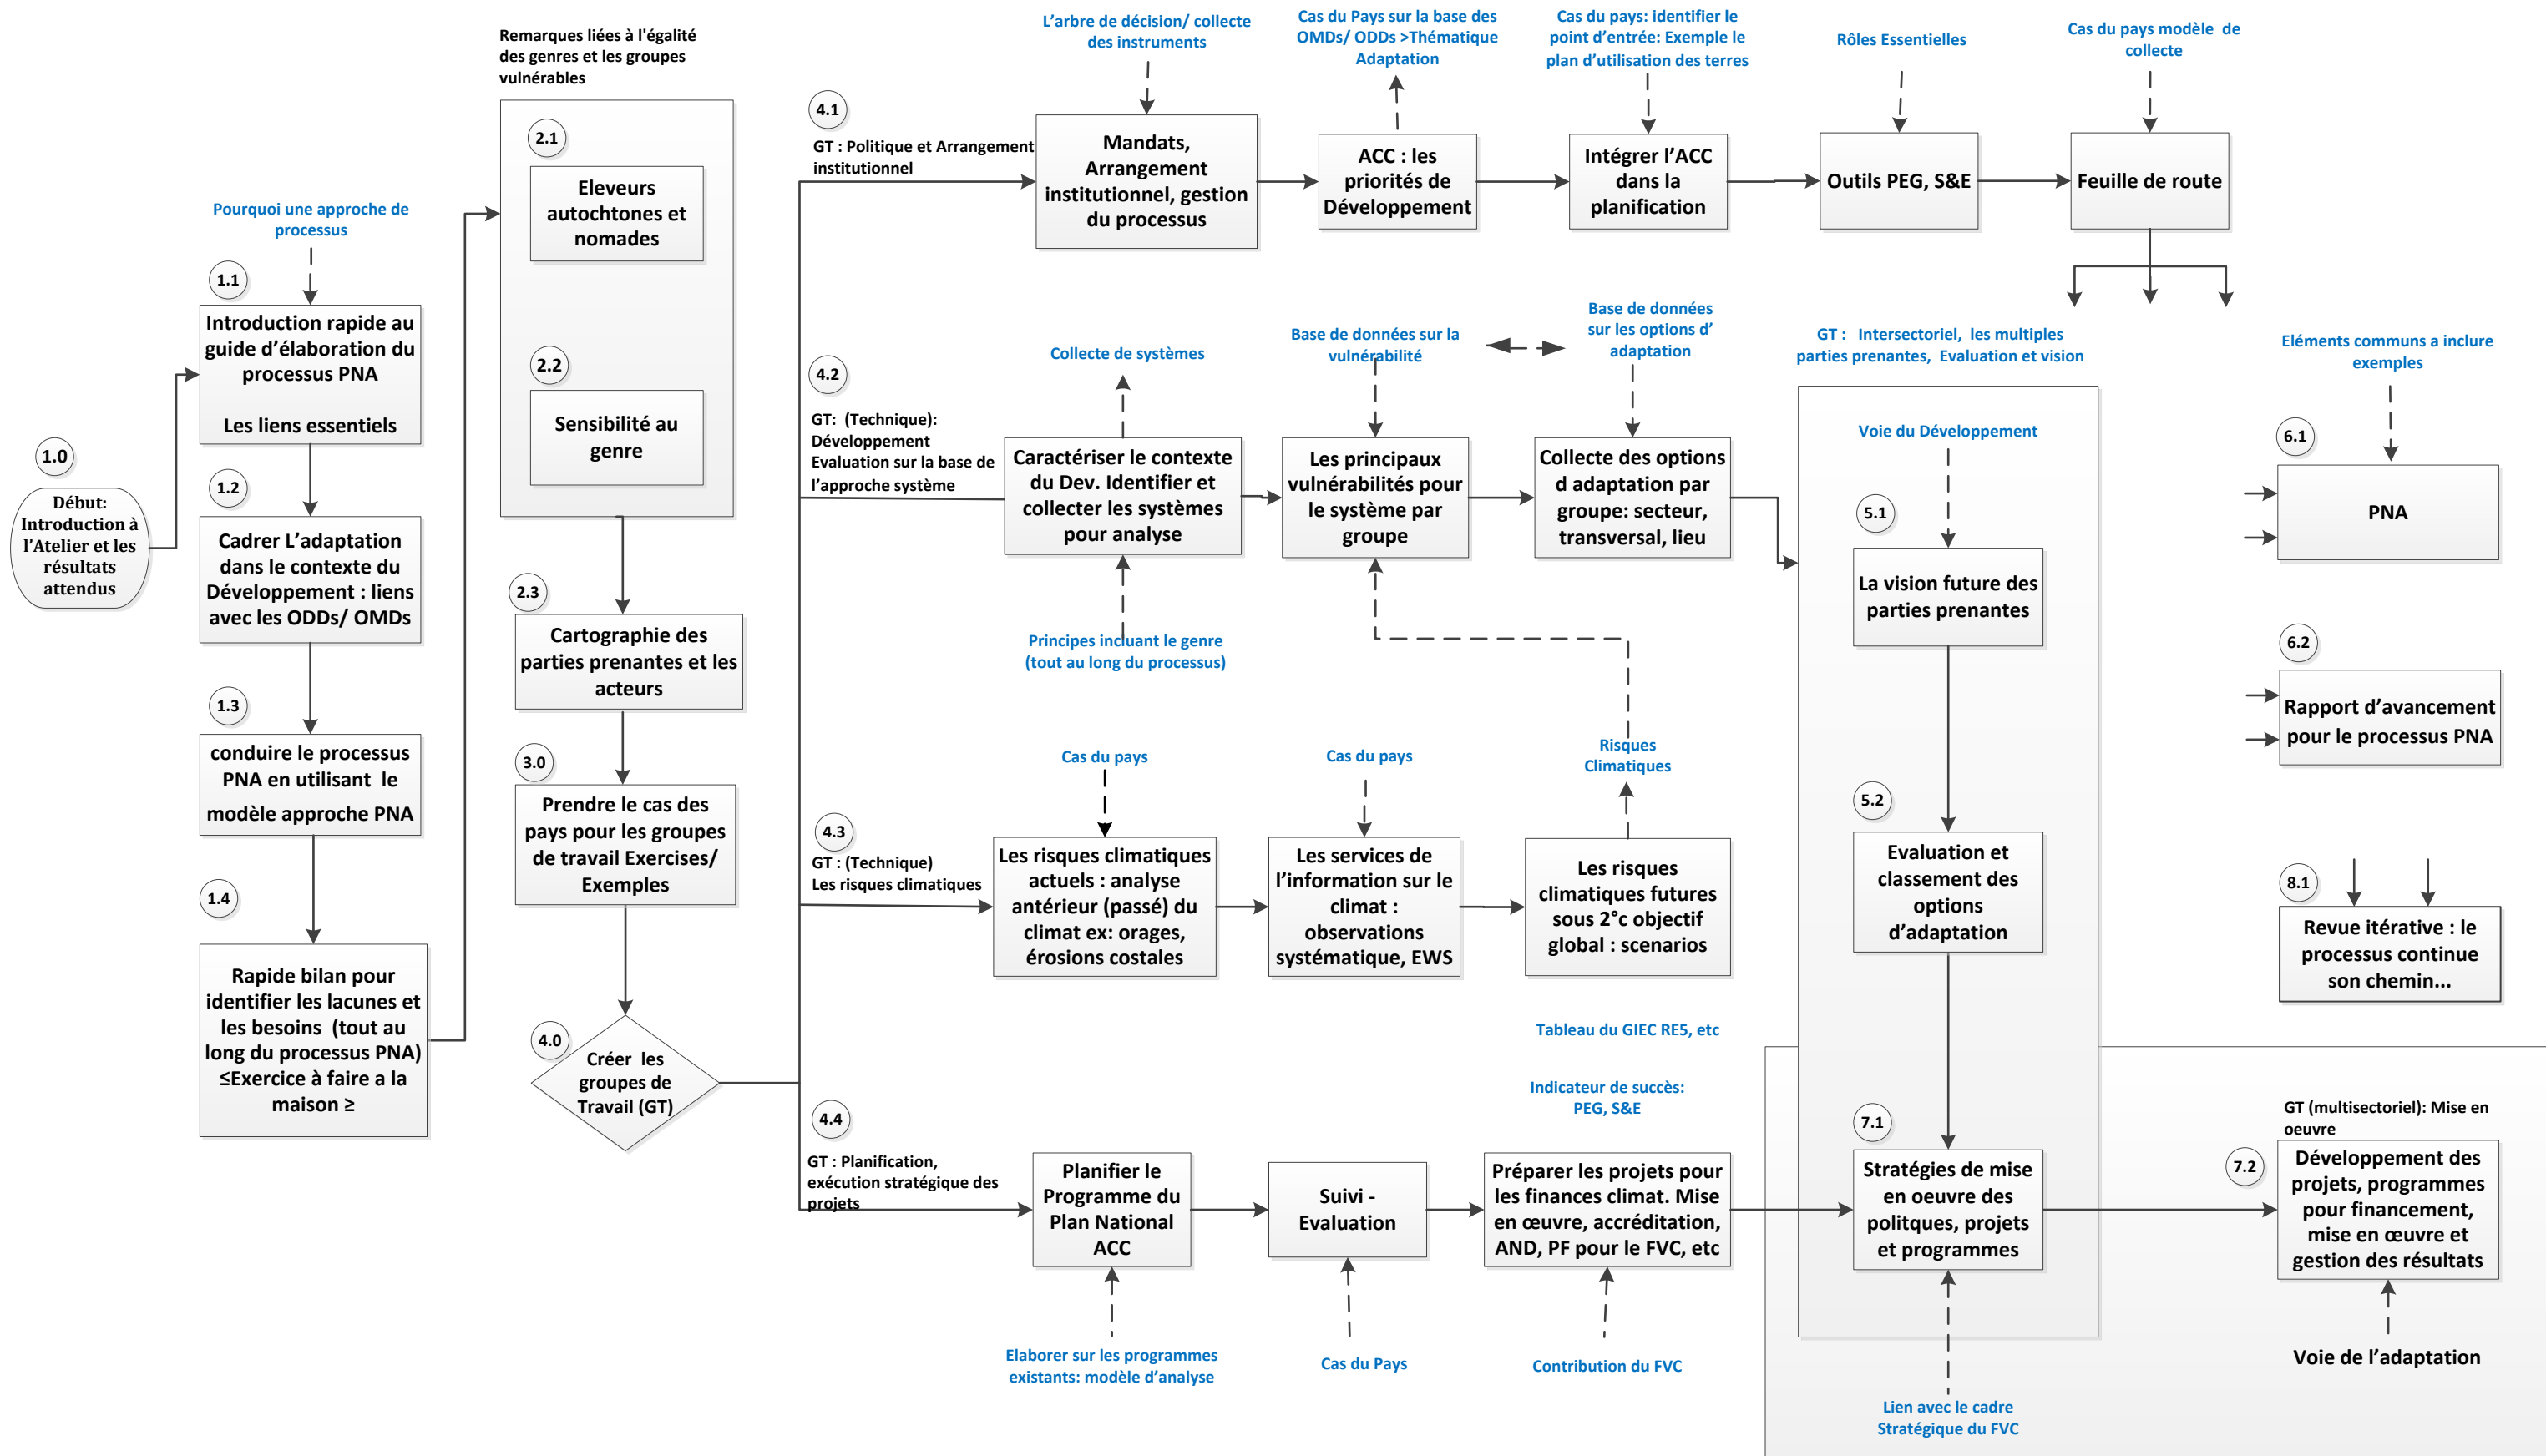 1.0
Début:
Introduction à
l'Atelier et les
résultats
attendus
Pourquoi une approche de
processus
1.1
Introduction rapide au
guide d'élaboration du
processus PNA
Les liens essentiels
1.2
Cadrer L'adaptation
dans le contexte du
Développement : liens
avec les ODDs/ OMDs
1.3
conduire le processus
PNA en utilisant le
modèle approche PNA
1.4
Rapide bilan pour
identifier les lacunes et
les besoins (tout au
long du processus PNA)
≤Exercice à faire a la
maison ≥
Remarques liées à l'égalité
des genres et les groupes
vulnérables
2.1
Eleveurs
autochtones et
nomades
2.2
Sensibilité au
genre
2.3
Cartographie des
parties prenantes et les
acteurs
3.0
Prendre le cas des
pays pour les groupes
de travail Exercises/
Exemples
4.0
Créer les
groupes de
Travail (GT)
4.1
GT : Politique et Arrangement
institutionnel
L'arbre de décision/ collecte
des instruments
Mandats,
Arrangement
institutionnel, gestion
du processus
Cas du Pays sur la base des
OMDs/ ODDs >Thématique
Adaptation
ACC : les
priorités de
Développement
Cas du pays: identifier le
point d'entrée: Exemple le
plan d'utilisation des terres
Intégrer l'ACC
dans la
planification
Rôles Essentielles
Outils PEG, S&E
Cas du pays modèle de
collecte
Feuille de route
4.2
GT: (Technique):
Développement
Evaluation sur la base de
l'approche système
Collecte de systèmes
Caractériser le contexte
du Dev. Identifier et
collecter les systèmes
pour analyse
Principes incluant le genre
(tout au long du processus)
Base de données sur la
vulnérabilité
Les principaux
vulnérabilités pour
le système par
groupe
Base de données
sur les options d'
adaptation
Collecte des options
d adaptation par
groupe: secteur,
transversal, lieu
4.3
GT : (Technique)
Les risques climatiques
Cas du pays
Les risques climatiques
actuels : analyse
antérieur (passé) du
climat ex: orages,
érosions costales
Cas du pays
Les services de
l'information sur le
climat :
observations
systématique, EWS
Risques
Climatiques
Les risques
climatiques futures
sous 2°c objectif
global : scenarios
Tableau du GIEC RE5, etc
4.4
GT : Planification,
exécution stratégique des
projets
Planifier le
Programme du
Plan National
ACC
Elaborer sur les programmes
existants: modèle d'analyse
Suivi -
Evaluation
Cas du Pays
Indicateur de succès:
PEG, S&E
Préparer les projets pour
les finances climat. Mise
en œuvre, accréditation,
AND, PF pour le FVC, etc
Contribution du FVC
GT : Intersectoriel, les multiples
parties prenantes, Evaluation et vision
Voie du Développement
5.1
La vision future des
parties prenantes
5.2
Evaluation et
classement des
options
d'adaptation
7.1
Stratégies de mise
en oeuvre des
politques, projets
et programmes
Lien avec le cadre
Stratégique du FVC
Eléments communs a inclure
exemples
6.1
PNA
6.2
Rapport d'avancement
pour le processus PNA
8.1
Revue itérative : le
processus continue
son chemin...
GT (multisectoriel): Mise en
oeuvre
7.2
Développement des
projets, programmes
pour financement,
mise en œuvre et
gestion des résultats
Voie de l'adaptation